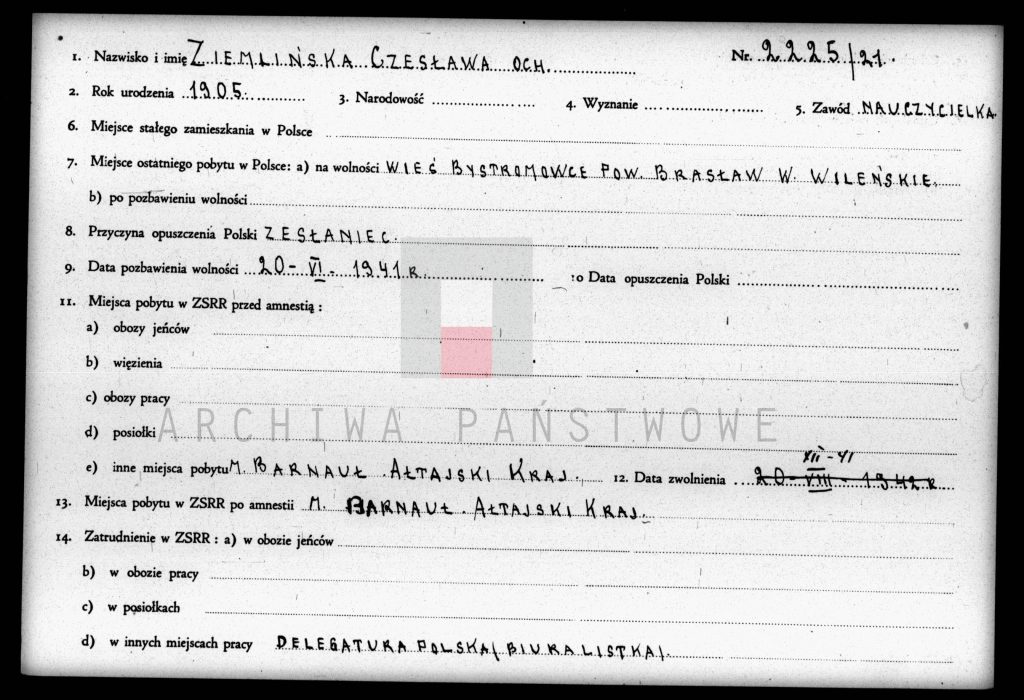 1. Nazwisko i imię ZIEMLIŃSKA CZESŁAWA OCH. Nr. 2225/21.
2. Rok urodzenia 1905. 3. Narodowość 4. Wyznanie 5. Zawód NAUCZYCIELKA
6. Miejsce stałego zamieszkania w Polsce
7. Miejsce ostatniego pobytu w Polsce: a) na wolności WIEŚ BYSTROMOWCE POW. BRASŁAW W. WILEŃSKIE.
b) po pozbawieniu wolności
8. Przyczyna opuszczenia Polski ZESŁANIEC.
9. Data pozbawienia wolności 20-VI-1941 R. 10 Data opuszczenia Polski
11. Miejsca pobytu w ZSRR przed amnestią:
a) obozy jeńców
b) więzienia
c) obozy pracy
ARCHIWA PAŃSTWOWE
d) posiołki
XII-41
e) inne miejsca pobytu M. BARNAUŁ. AŁTAJSKI KRAJ. 12. Data zwolnienia 20-VIII-1942 R
13. Miejsca pobytu w ZSRR po amnestii M. BARNAUŁ. AŁTAJSKI KRAJ.
14. Zatrudnienie w ZSRR: a) w obozie jeńców
b) w obozie pracy
c) w posiołkach
d) w innych miejscach pracy DELEGATURA POLSKA (BIURALISTKA).